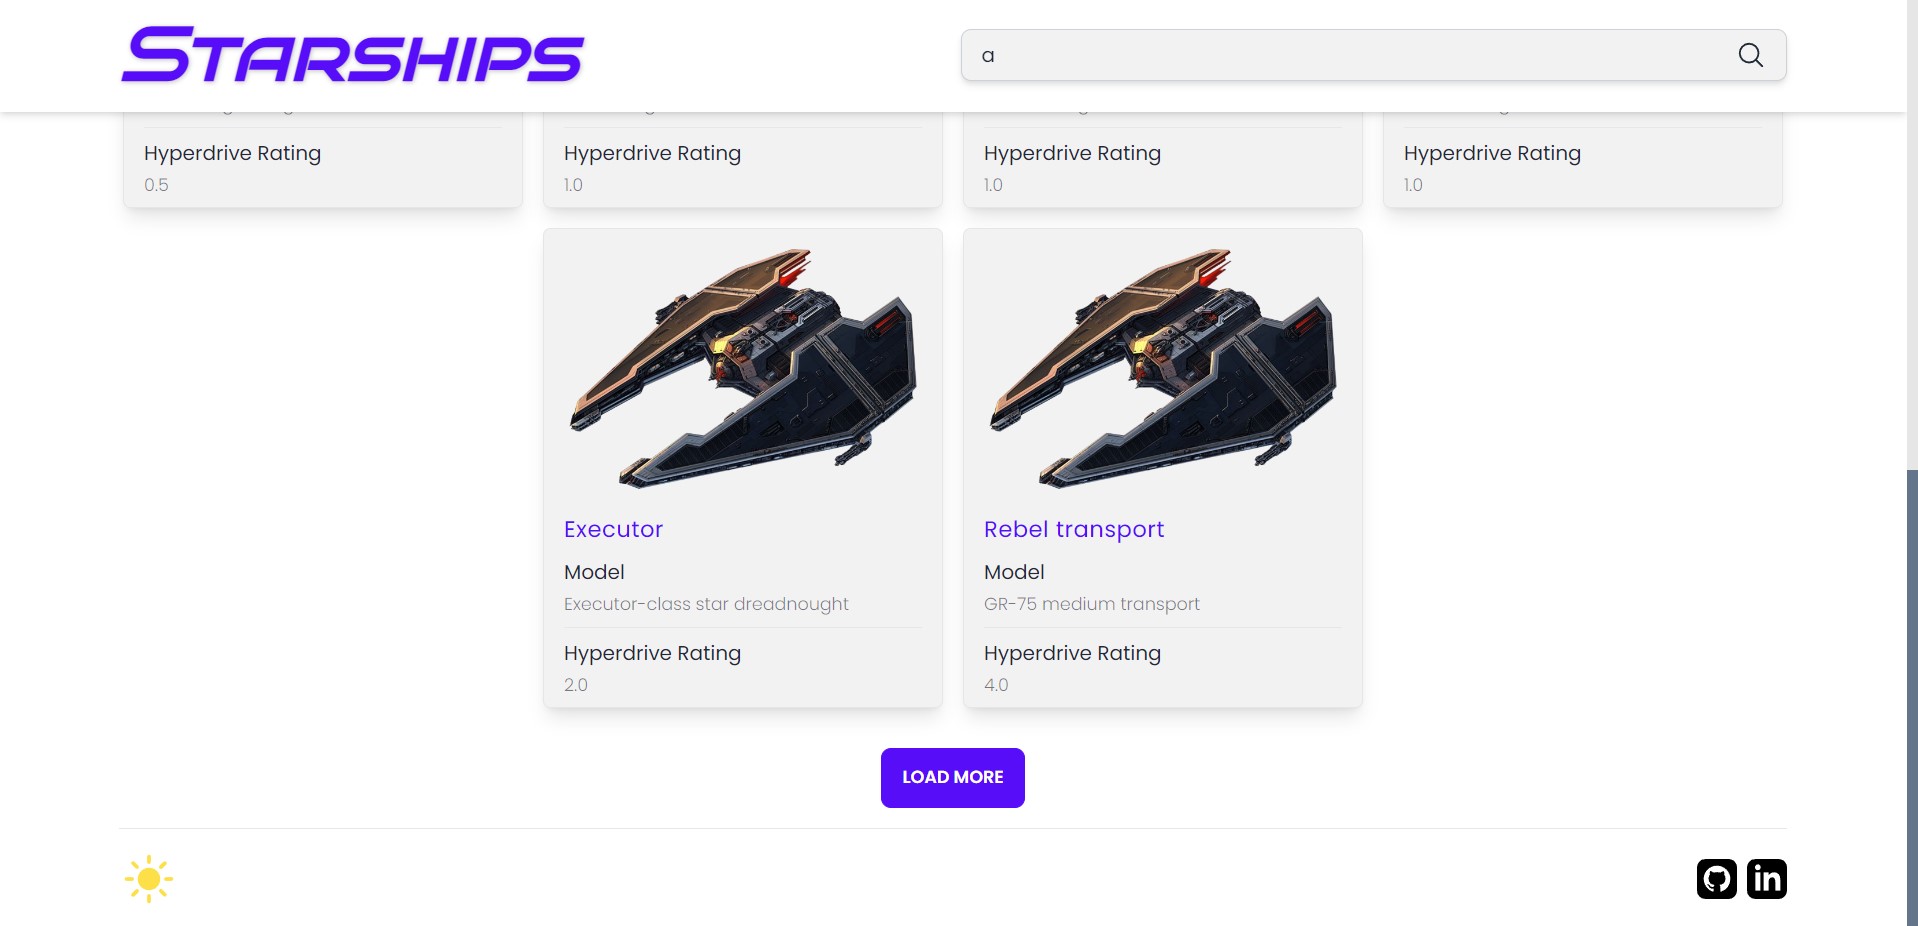 STARSHIPS
a
Hyperdrive Rating
0.5
Hyperdrive Rating
1.0
Hyperdrive Rating
1.0
Hyperdrive Rating
1.0
Executor
Model
Executor-class star dreadnought
Hyperdrive Rating
2.0
Rebel transport
Model
GR-75 medium transport
Hyperdrive Rating
4.0
LOAD MORE
in